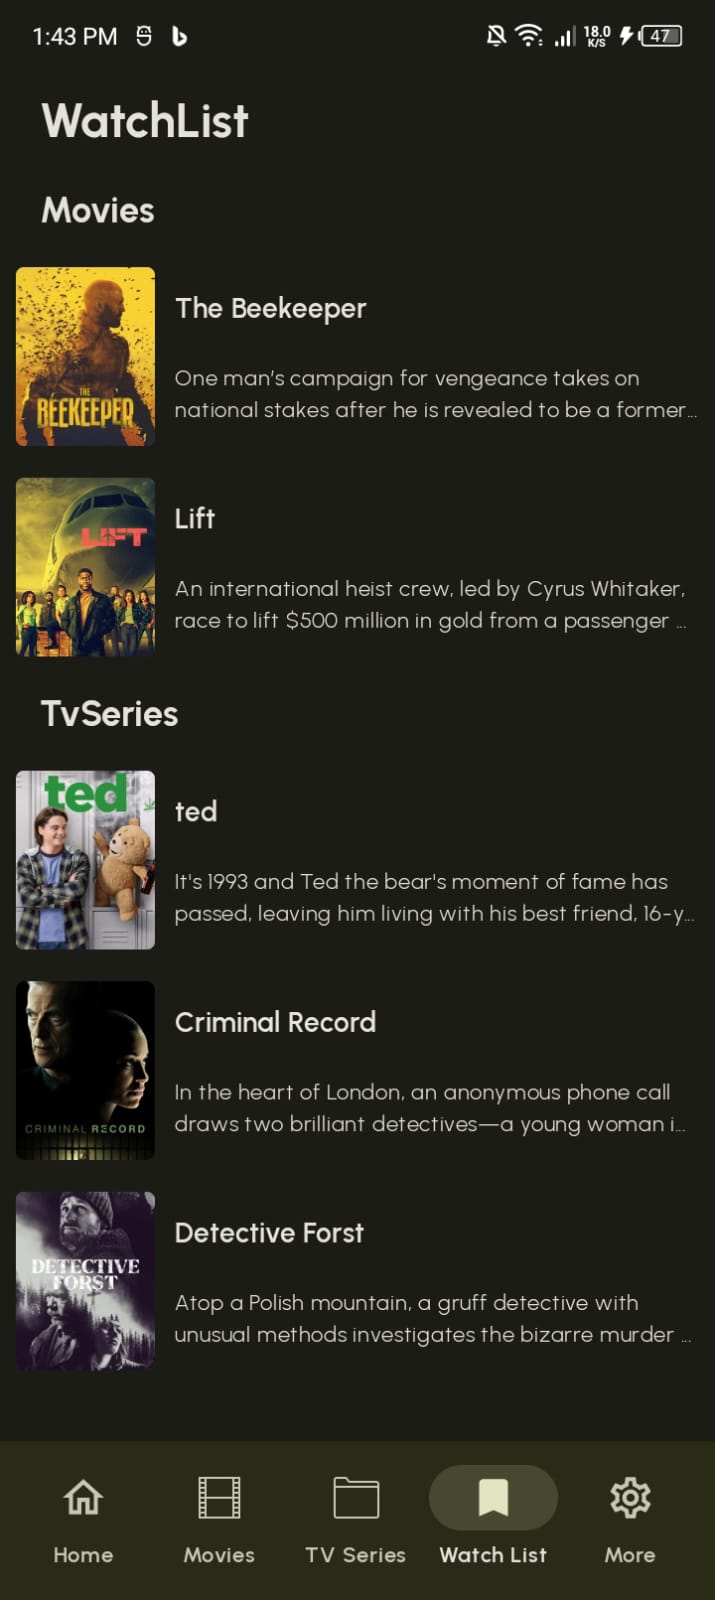 1:43 PM
18.0
K/S
47
WatchList
Movies
THE
BEEKEEPER
The Beekeeper
One man's campaign for vengeance takes on
national stakes after he is revealed to be a former...
LIFT
Lift
An international heist crew, led by Cyrus Whitaker,
race to lift $500 million in gold from a passenger ...
TvSeries
ted
ted
It's 1993 and Ted the bear's moment of fame has
passed, leaving him living with his best friend, 16-y...
CRIMINAL RECORD
Criminal Record
In the heart of London, an anonymous phone call
draws two brilliant detectives—a young woman i...
DETECTIVE
FORST
Detective Forst
Atop a Polish mountain, a gruff detective with
unusual methods investigates the bizarre murder ...
Home
Movies
TV Series
Watch List
More